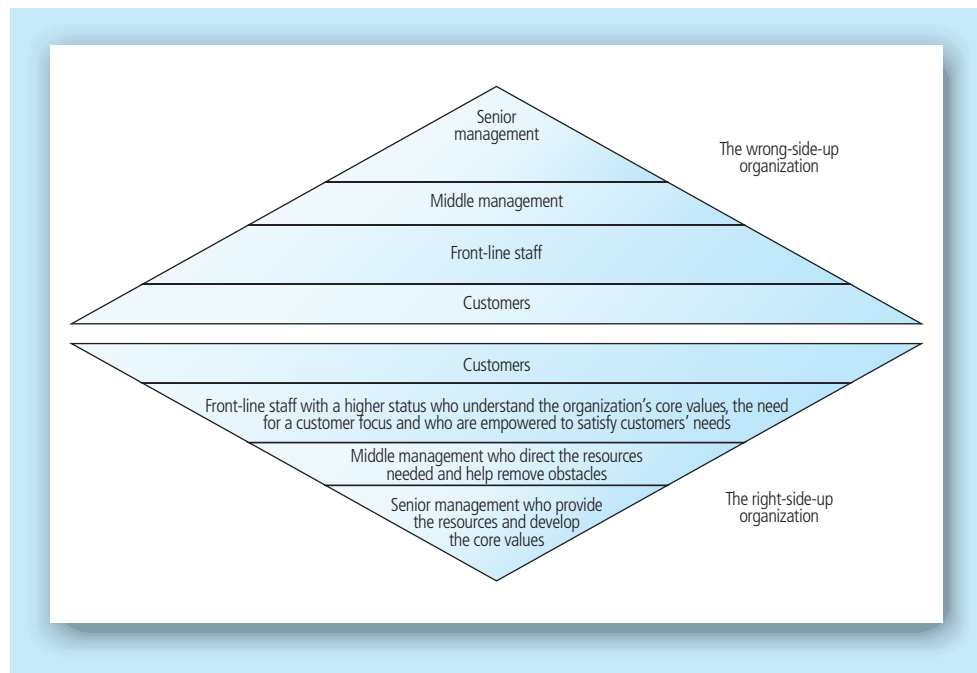 Senior
management
The wrong-side-up
organization
Middle management
Front-line staff
Customers
Customers
Front-line staff with a higher status who understand the organization’s core values, the need
for a customer focus and who are empowered to satisfy customers’ needs
Middle management who direct the resources
needed and help remove obstacles
Senior management who provide
the resources and develop
the core values
The right-side-up
organization